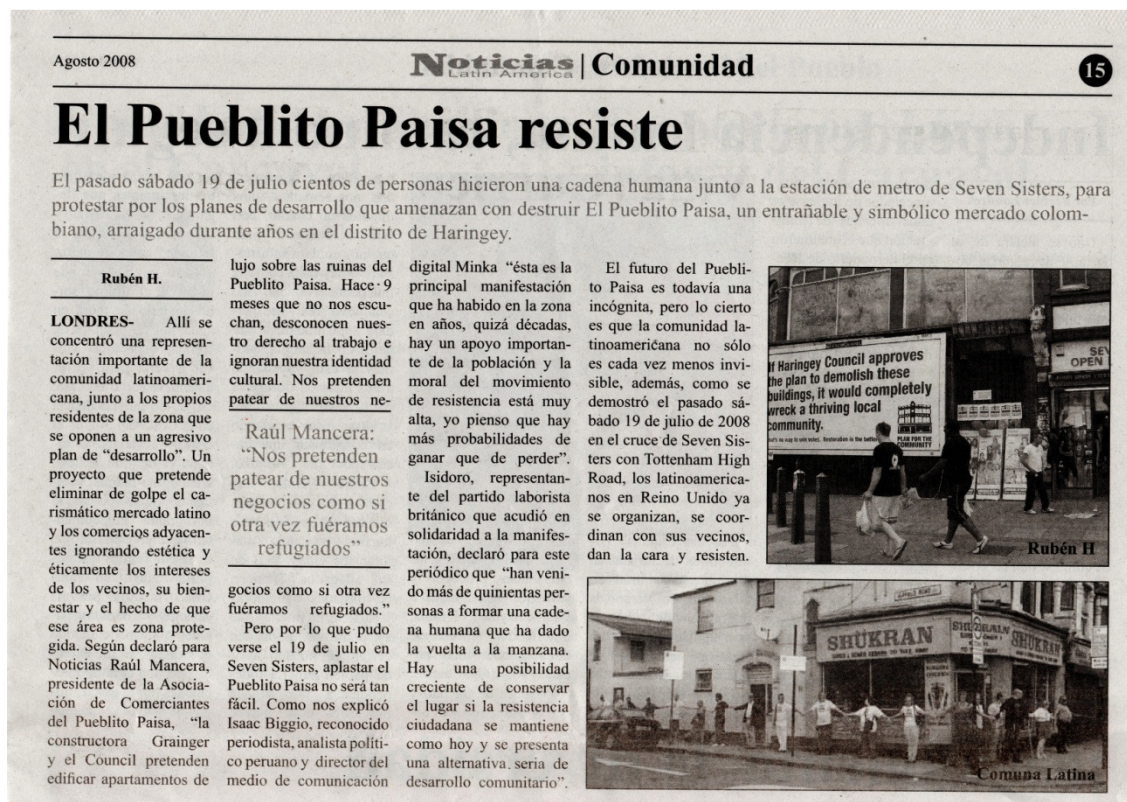 Agosto 2008
Noticias
Latin America
Comunidad
15
El Pueblito Paisa resiste
El pasado sábado 19 de julio cientos de personas hicieron una cadena humana junto a la estación de metro de Seven Sisters, para
protestar por los planes de desarrollo que amenazan con destruir El Pueblito Paisa, un entrañable y simbólico mercado colom-
biano, arraigado durante años en el distrito de Haringey.
Rubén H.
LONDRES- Allí se
concentró una represen-
tación importante de la
comunidad latinoameri-
cana, junto a los propios
residentes de la zona que
se oponen a un agresivo
plan de “desarrollo”. Un
proyecto que pretende
eliminar de golpe el ca-
rismático mercado latino
y los comercios adyacen-
tes ignorando estética y
éticamente los intereses
de los vecinos, su bien-
estar y el hecho de que
ese área es zona prote-
gida. Según declaró para
Noticias Raúl Mancera,
presidente de la Asocia-
ción de Comerciantes
del Pueblito Paisa, “la
constructora Grainger
y el Council pretenden
edificar apartamentos de
lujo sobre las ruinas del
Pueblito Paisa. Hace 9
meses que no nos escu-
chan, desconocen nues-
tro derecho al trabajo e
ignoran nuestra identidad
cultural. Nos pretenden
patear de nuestros ne-
Raúl Mancera:
“Nos pretenden
patear de nuestros
negocios como si
otra vez fuéramos
refugiados”
gocios como si otra vez
fuéramos refugiados.”
Pero por lo que pudo
verse el 19 de julio en
Seven Sisters, aplastar el
Pueblito Paisa no será tan
fácil. Como nos explicó
Isaac Biggio, reconocido
periodista, analista políti-
co peruano y director del
medio de comunicación
digital Minka “ésta es la
principal manifestación
que ha habido en la zona
en años, quizá décadas,
hay un apoyo importan-
te de la población y la
moral del movimiento
de resistencia está muy
alta, yo pienso que hay
más probabilidades de
ganar que de perder”.
Isidoro, representan-
te del partido laborista
británico que acudió en
solidaridad a la manifes-
tación, declaró para este
periódico que “han veni-
do más de quinientas per-
sonas a formar una cade-
na humana que ha dado
la vuelta a la manzana.
Hay una posibilidad
creciente de conservar
el lugar si la resistencia
ciudadana se mantiene
como hoy y se presenta
una alternativa seria de
desarrollo comunitario”.
El futuro del Puebli-
to Paisa es todavía una
incógnita, pero lo cierto
es que la comunidad la-
tinoamericana no sólo
es cada vez menos invi-
sible, además, como se
demostró el pasado sá-
bado 19 de julio de 2008
en el cruce de Seven Sis-
ters con Tottenham High
Road, los latinoamerica-
nos en Reino Unido ya
se organizan, se coor-
dinan con sus vecinos,
dan la cara y resisten.
If Haringey Council approves
the plan to demolish these
buildings, it would completely
wreck a thriving local
community.
PLAN FOR THE
COMMUNITY
OPEN
Rubén H
SHUKRAN
SHUKRAN
Comuna Latina